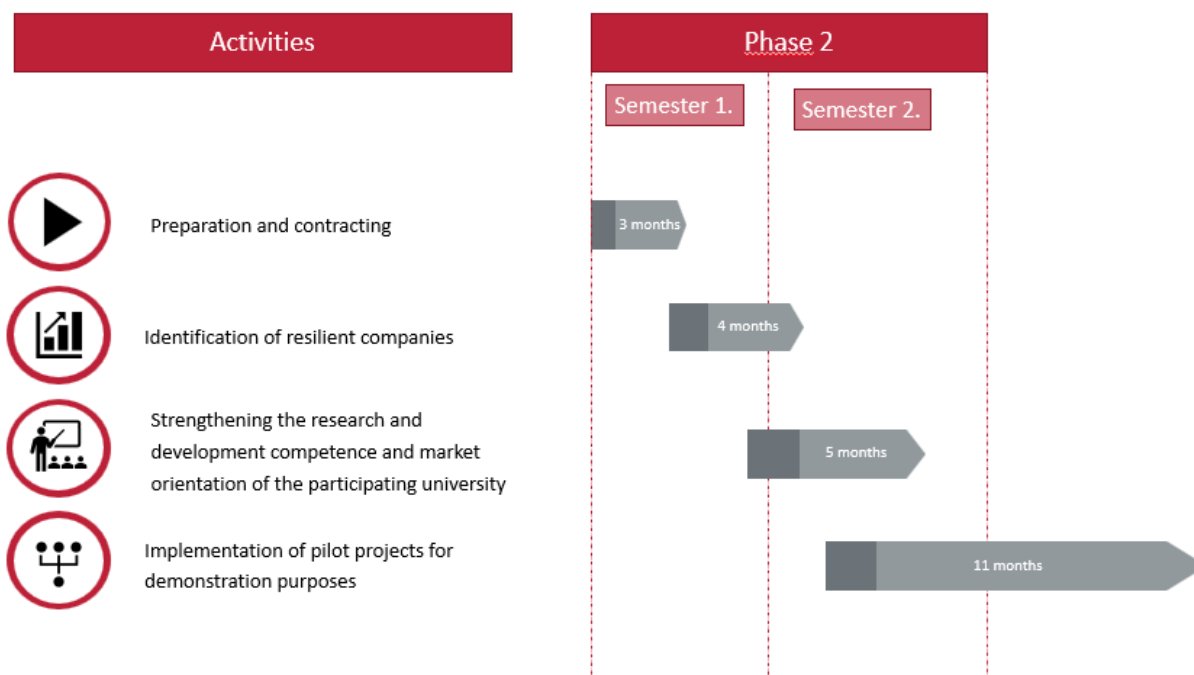 Activities
Phase 2
Semester 1.
Semester 2.
Preparation and contracting
3 months
Identification of resilient companies
4 months
Strengthening the research and
development competence and market
orientation of the participating university
5 months
Implementation of pilot projects for
demonstration purposes
11 months